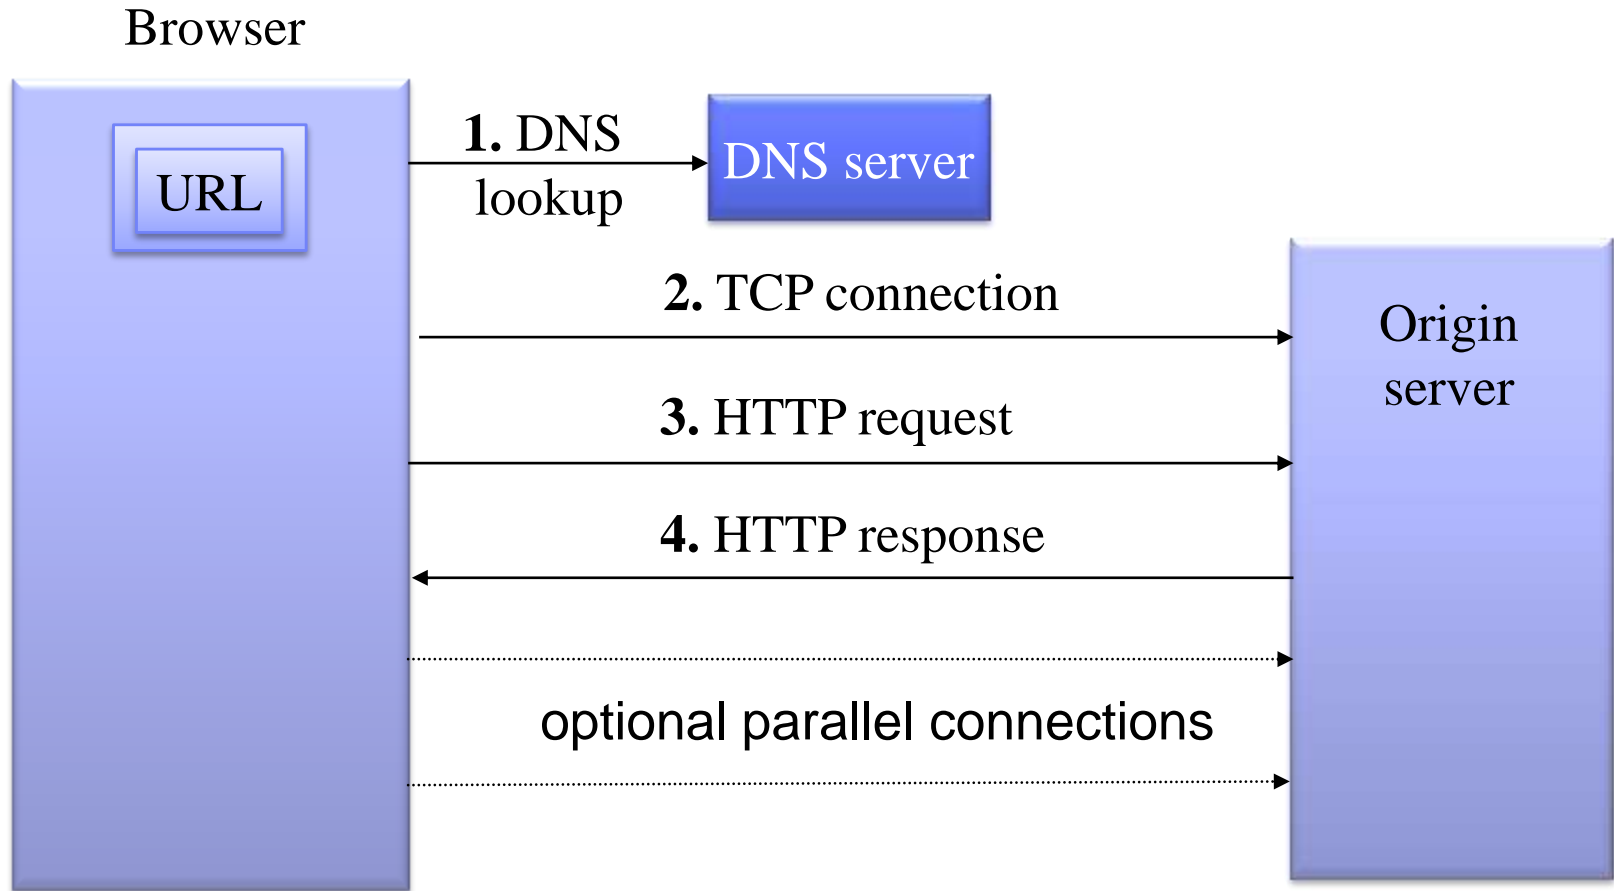 Browser
URL
1. DNS
lookup
DNS server
2. TCP connection
Origin
server
3. HTTP request
4. HTTP response
optional parallel connections